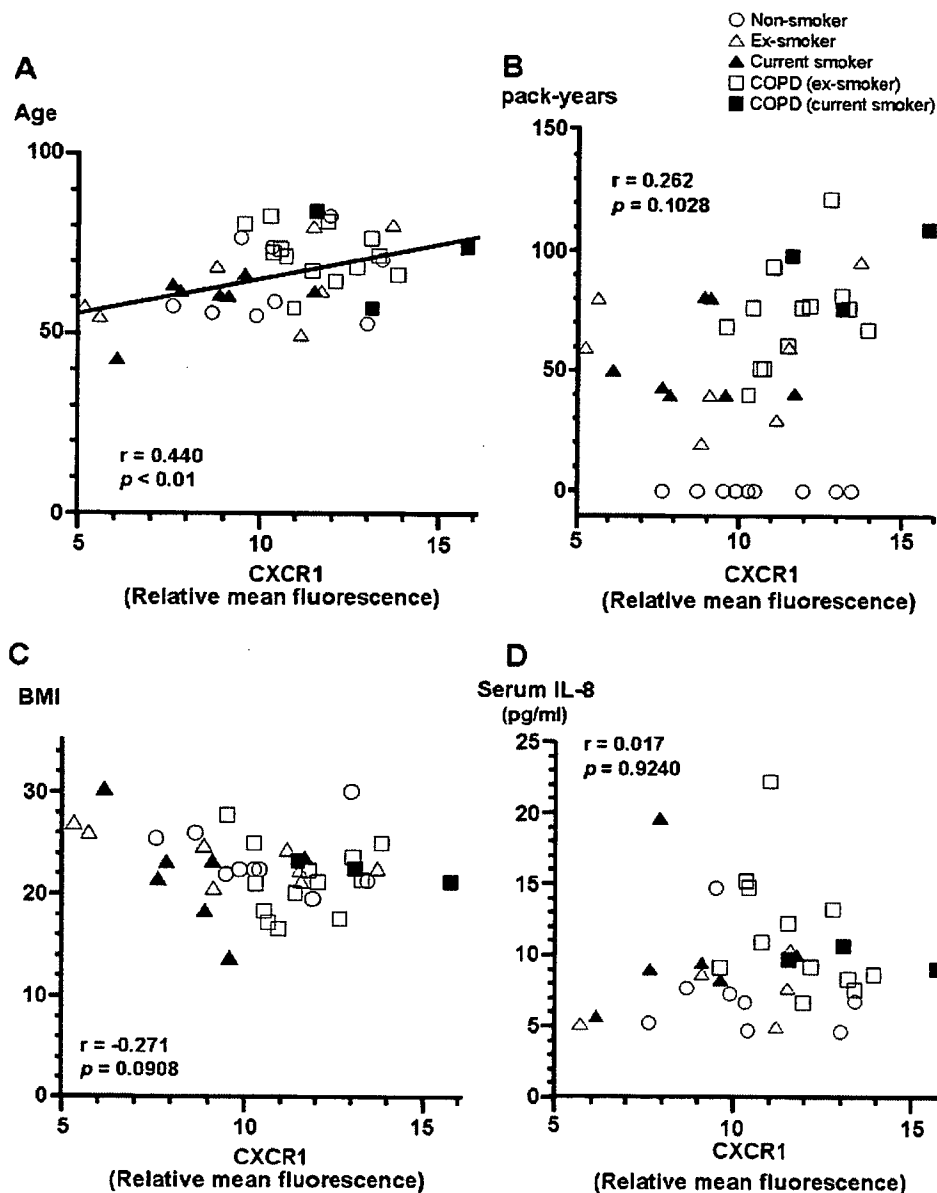 Non-smoker
Ex-smoker
Current smoker
COPD (ex-smoker)
COPD (current smoker)
A
Age
100
50
0
r = 0.440
p < 0.01
5
10
15
CXCR1
(Relative mean fluorescence)
B
pack-years
150
100
50
0
r = 0.262
p = 0.1028
5
10
15
CXCR1
(Relative mean fluorescence)
C
BMI
30
20
10
0
r = -0.271
p = 0.0908
5
10
15
CXCR1
(Relative mean fluorescence)
D
Serum IL-8
(pg/ml)
25
20
15
10
5
0
r = 0.017
p = 0.9240
5
10
15
CXCR1
(Relative mean fluorescence)